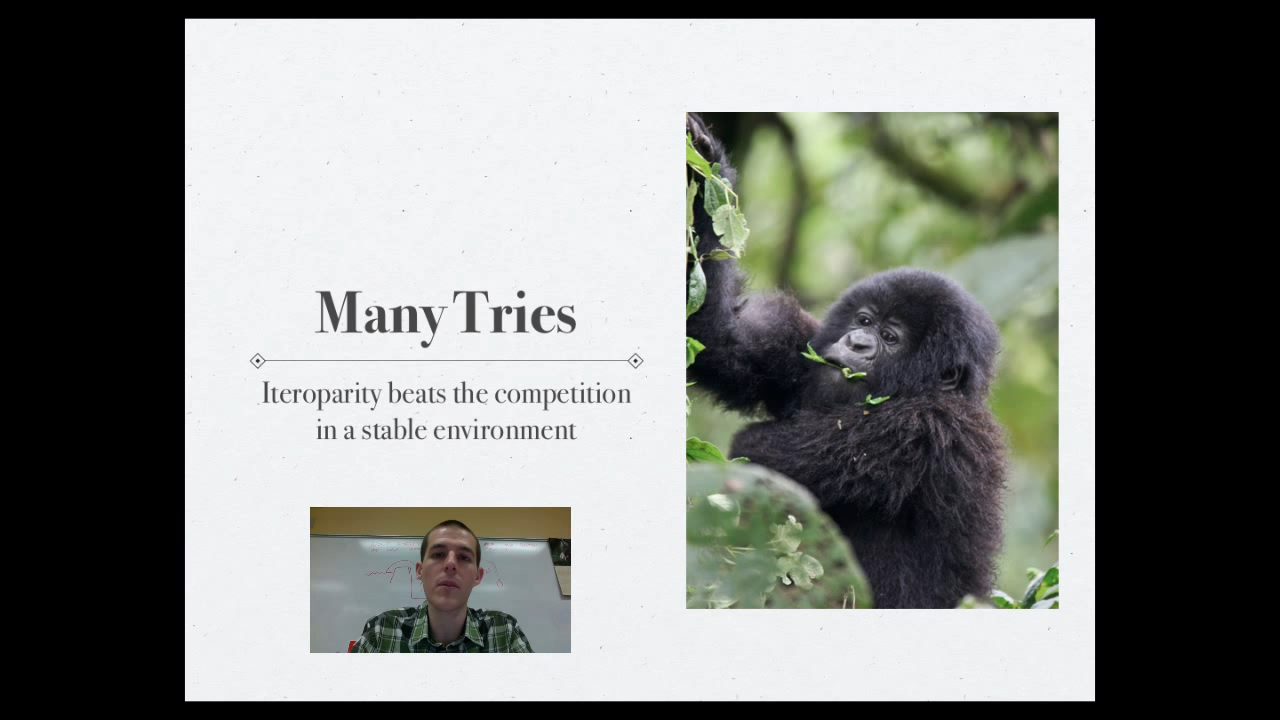 Many Tries
Iteroparity beats the competition
in a stable environment